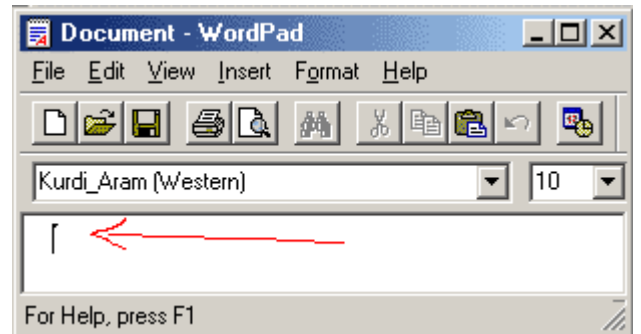 Document - WordPad
File Edit View Insert Format Help
Kurdi_Aram (Western) 10
For Help, press F1